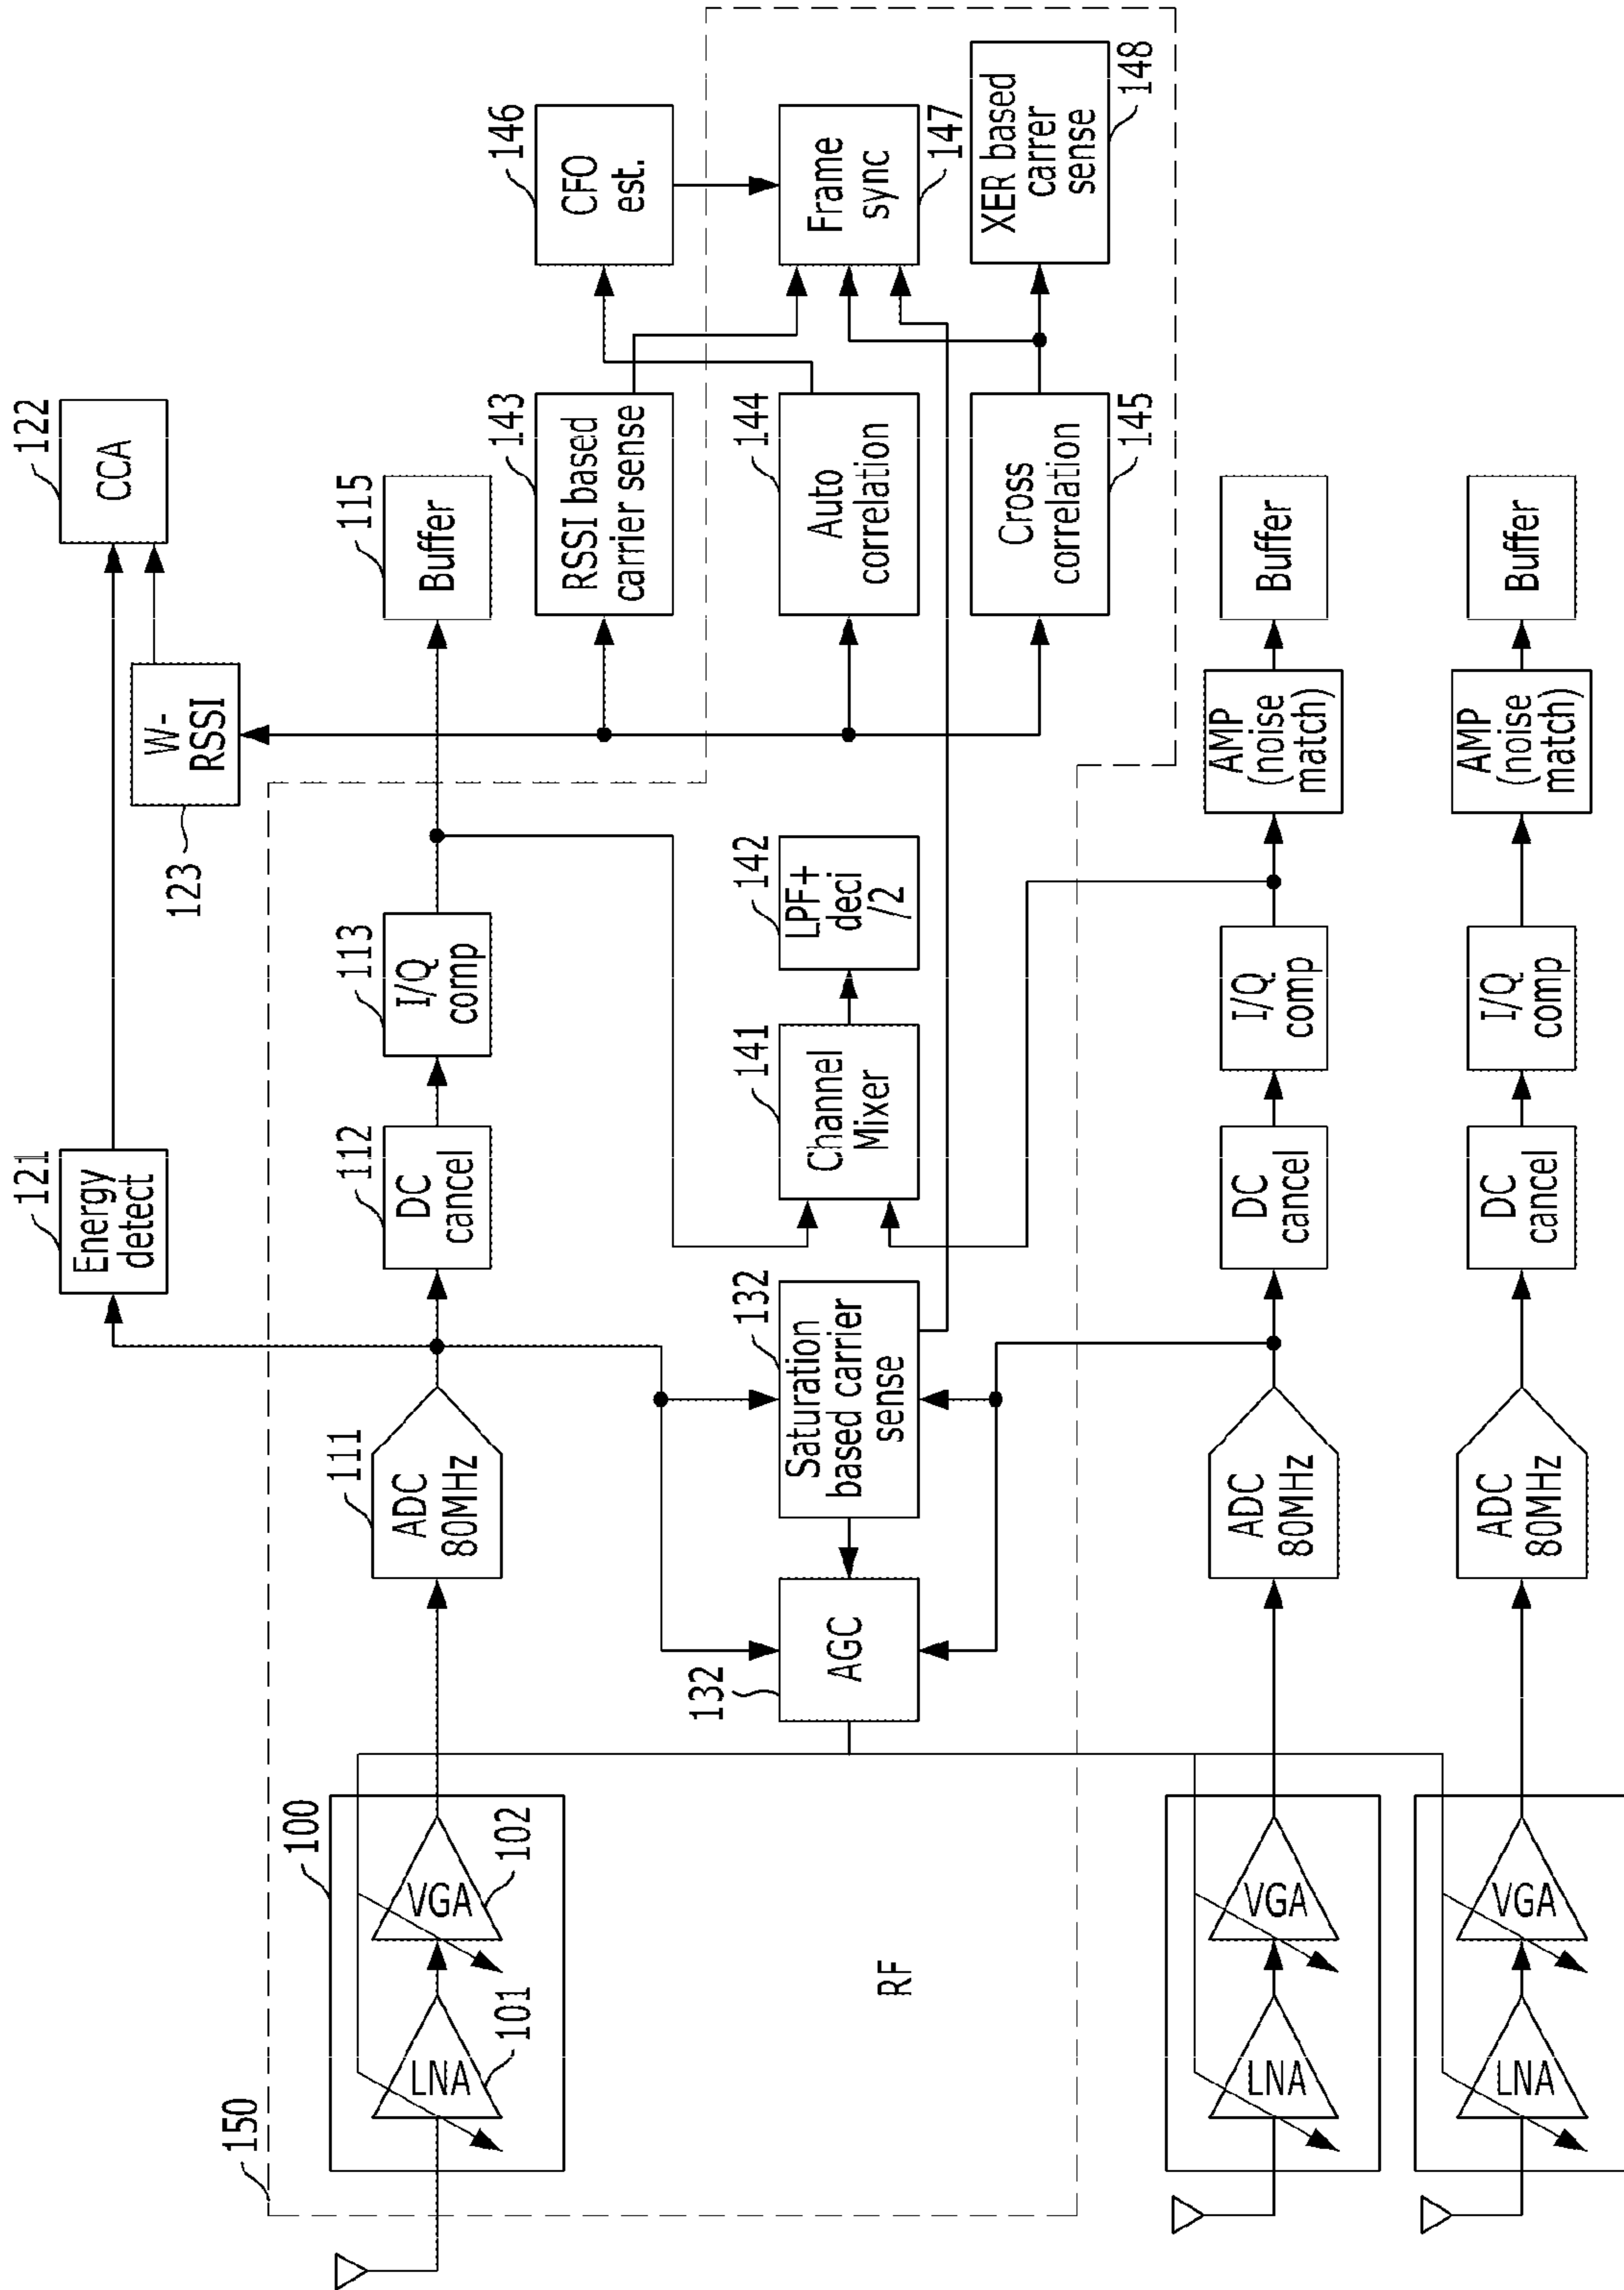 121
Energy
detect
122
CCA
123
W-
RSSI
150
100
LNA
101
VGA
102
111
ADC
80MHz
112
DC
cancel
113
I/Q
comp
115
Buffer
143
RSSI based
carrier sense
146
CFO
est.
132
AGC
132
Saturation
based carrier
sense
141
Channel
Mixer
142
LPF+
deci
/2
144
Auto
correlation
Frame
sync
147
RF
Cross
correlation
145
XER based
carrer
sense
148
LNA
VGA
ADC
80MHz
DC
cancel
I/Q
comp
AMP
(noise
match)
Buffer
LNA
VGA
ADC
80MHz
DC
cancel
I/Q
comp
AMP
(noise
match)
Buffer